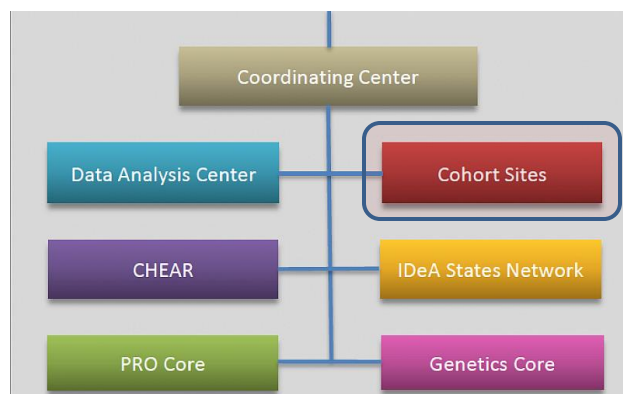 Coordinating Center
Data Analysis Center
Cohort Sites
CHEAR
IDeA States Network
PRO Core
Genetics Core